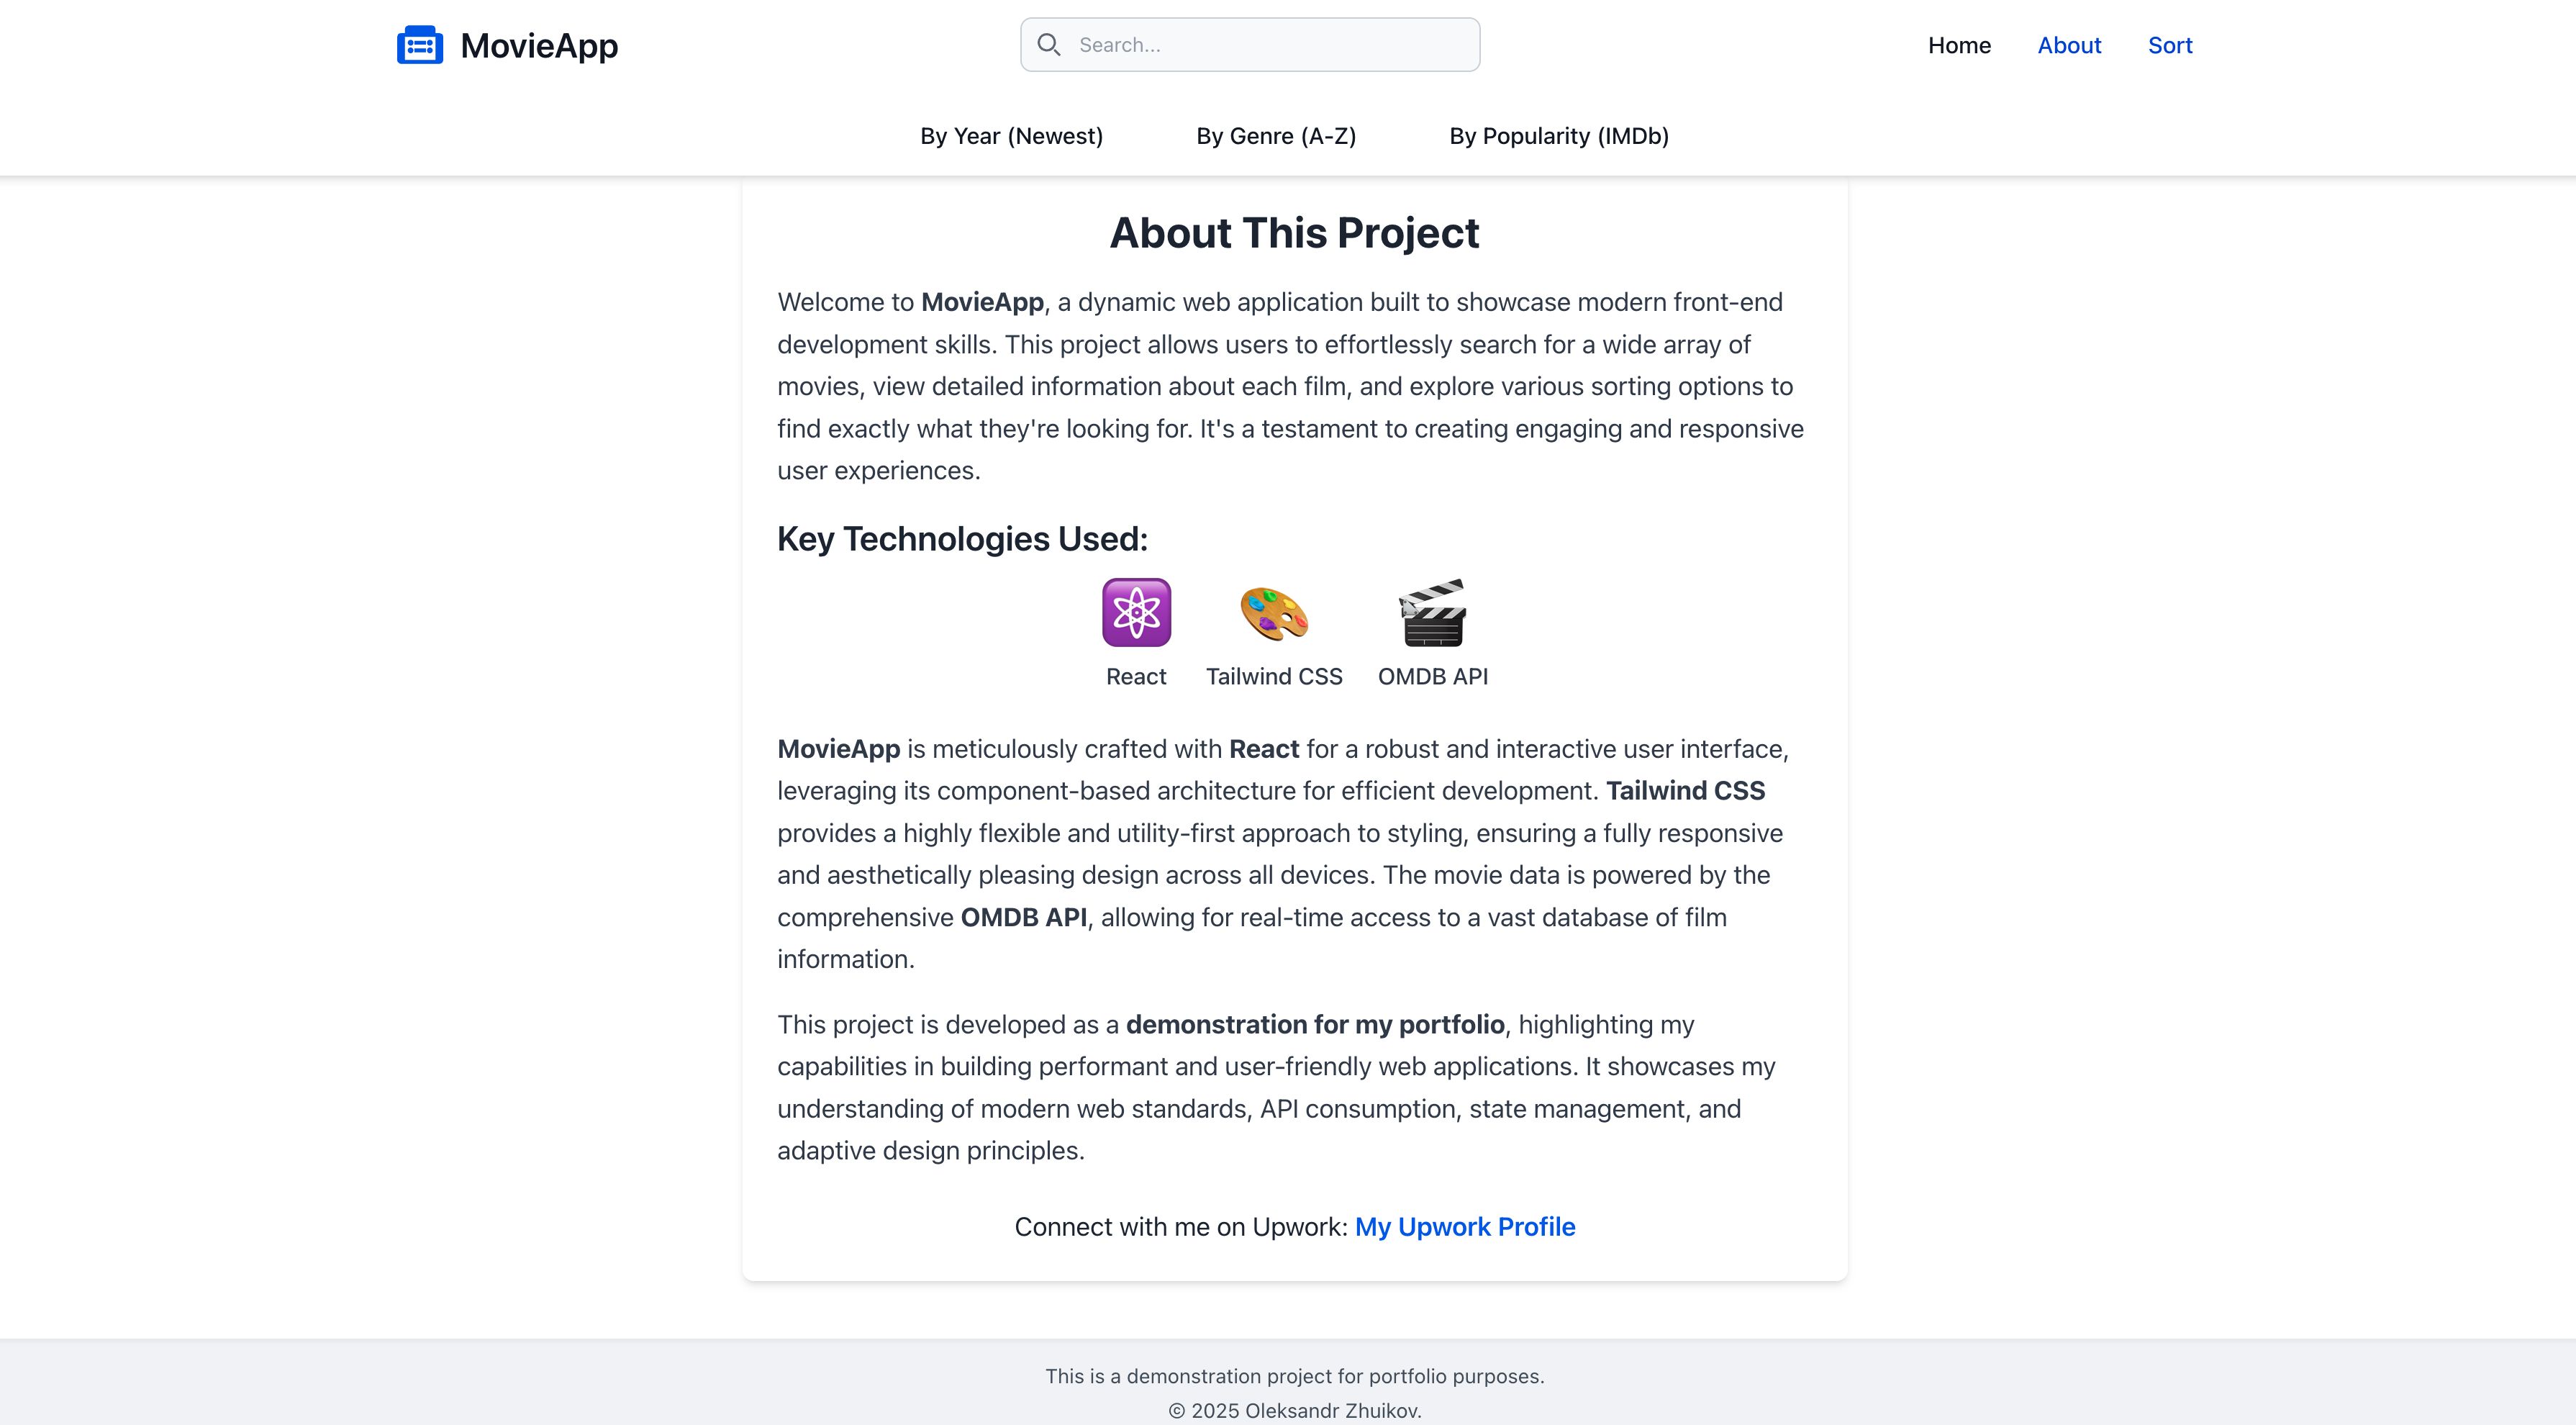 MovieApp
Search...
Home About Sort
By Year (Newest) By Genre (A-Z) By Popularity (IMDb)
About This Project
Welcome to MovieApp, a dynamic web application built to showcase modern front-end
development skills. This project allows users to effortlessly search for a wide array of
movies, view detailed information about each film, and explore various sorting options to
find exactly what they're looking for. It's a testament to creating engaging and responsive
user experiences.
Key Technologies Used:
React Tailwind CSS OMDB API
MovieApp is meticulously crafted with React for a robust and interactive user interface,
leveraging its component-based architecture for efficient development. Tailwind CSS
provides a highly flexible and utility-first approach to styling, ensuring a fully responsive
and aesthetically pleasing design across all devices. The movie data is powered by the
comprehensive OMDB API, allowing for real-time access to a vast database of film
information.
This project is developed as a demonstration for my portfolio, highlighting my
capabilities in building performant and user-friendly web applications. It showcases my
understanding of modern web standards, API consumption, state management, and
adaptive design principles.
Connect with me on Upwork: My Upwork Profile
This is a demonstration project for portfolio purposes.
© 2025 Oleksandr Zhuikov.